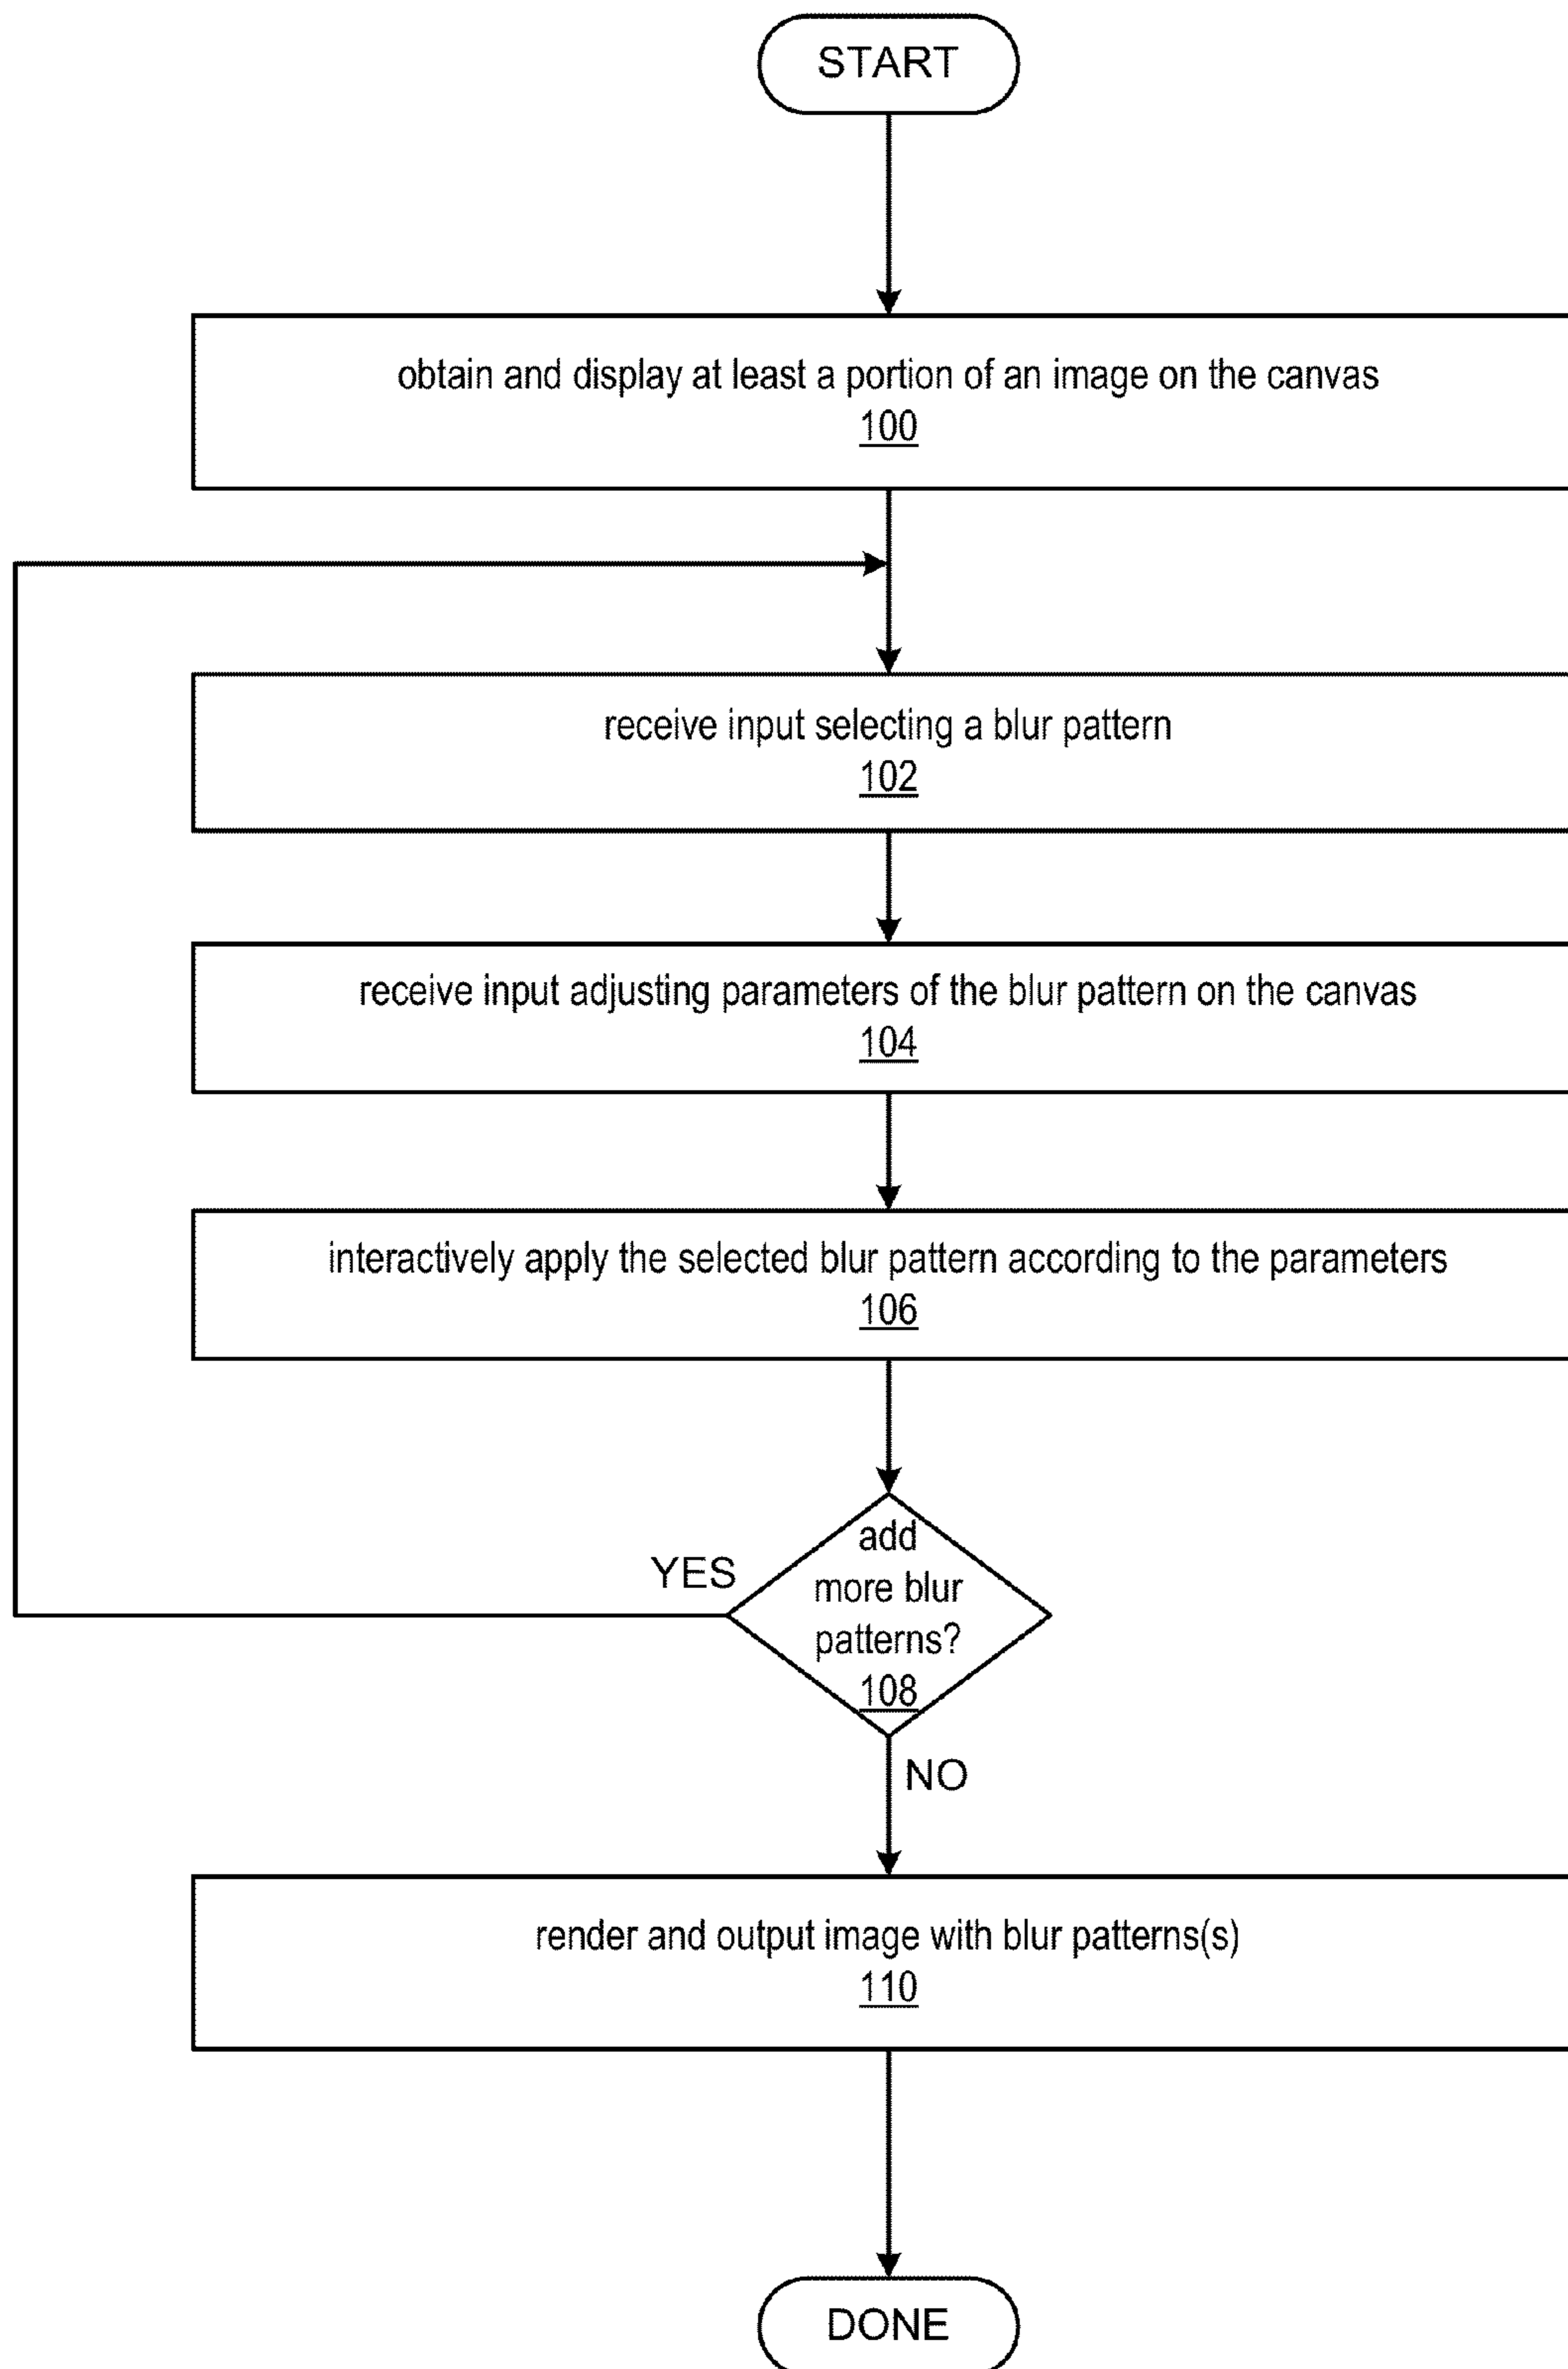 START
obtain and display at least a portion of an image on the canvas
100
receive input selecting a blur pattern
102
receive input adjusting parameters of the blur pattern on the canvas
104
interactively apply the selected blur pattern according to the parameters
106
add
more blur
patterns?
108
YES
NO
render and output image with blur patterns(s)
110
DONE